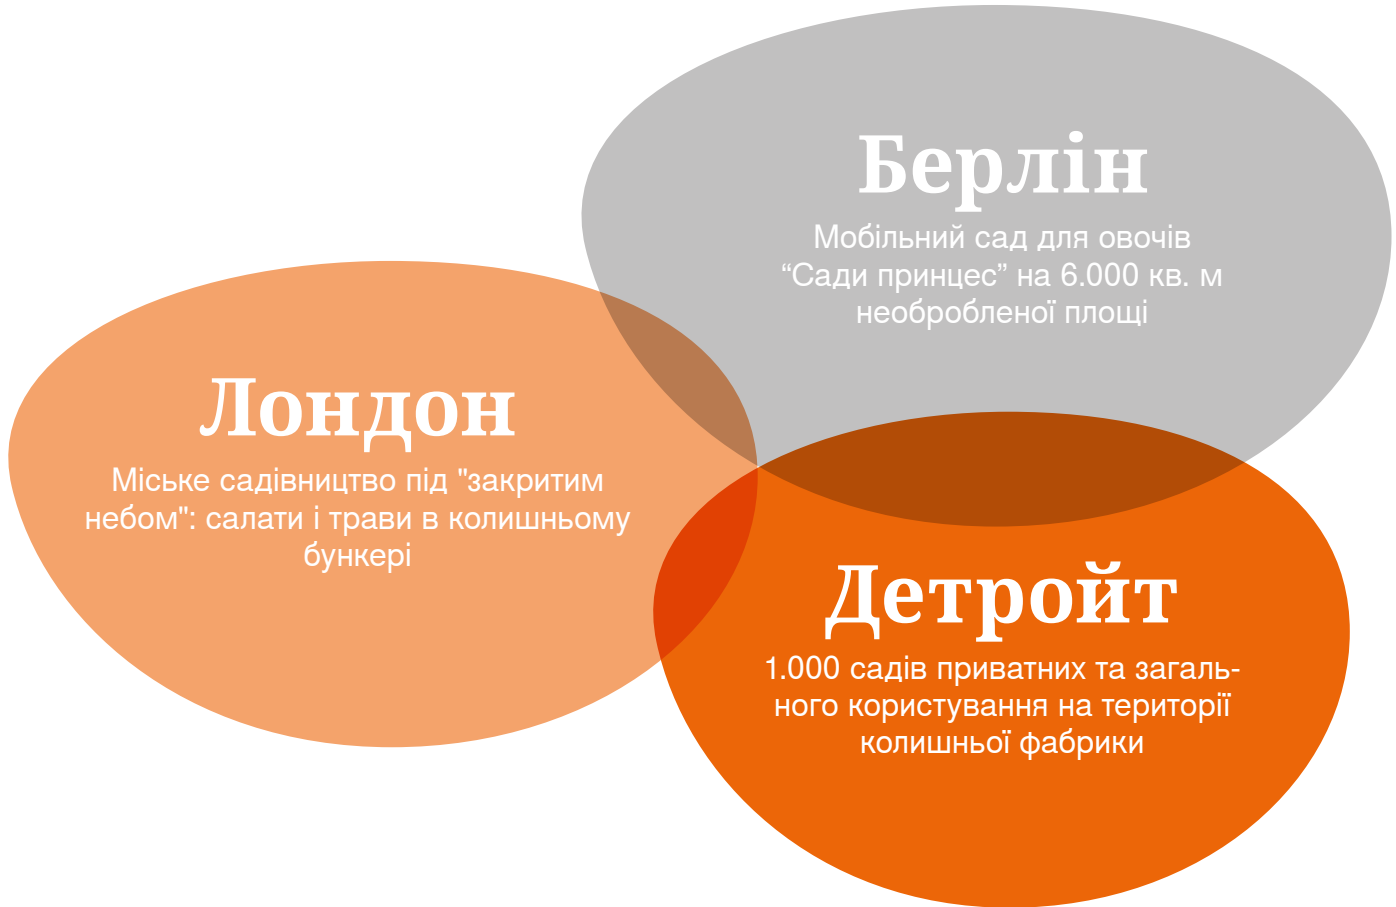 Берлін
Мобільний сад для овочів
“Сади принцес” на 6.000 кв. м
необробленої площі
Лондон
Міське садівництво під "закритим
небом": салати і трави в колишньому
бункері
Детройт
1.000 садів приватних та загаль-
ного користування на території
колишньої фабрики